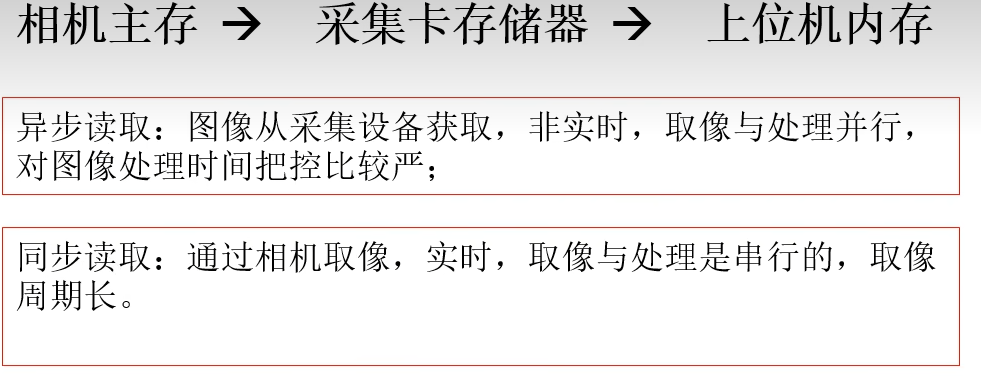 相机主存 → 采集卡存储器 → 上位机内存
异步读取：图像从采集设备获取，非实时，取像与处理并行，
对图像处理时间把控比较严；
同步读取：通过相机取像，实时，取像与处理是串行的，取像
周期长。